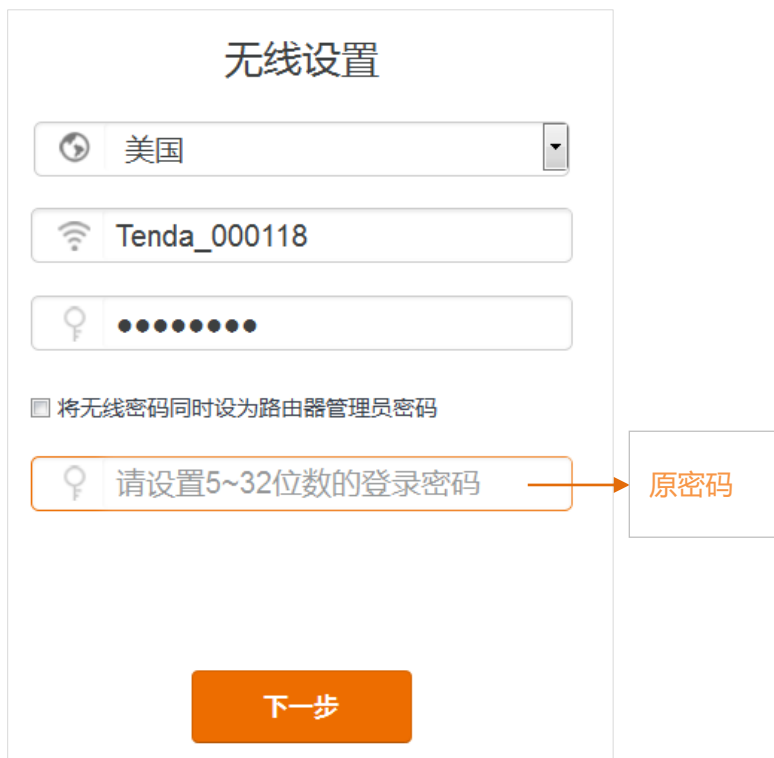 无线设置
美国
Tenda_000118
●●●●●●●●
将无线密码同时设为路由器管理员密码
请设置5~32位数的登录密码
原密码
下一步